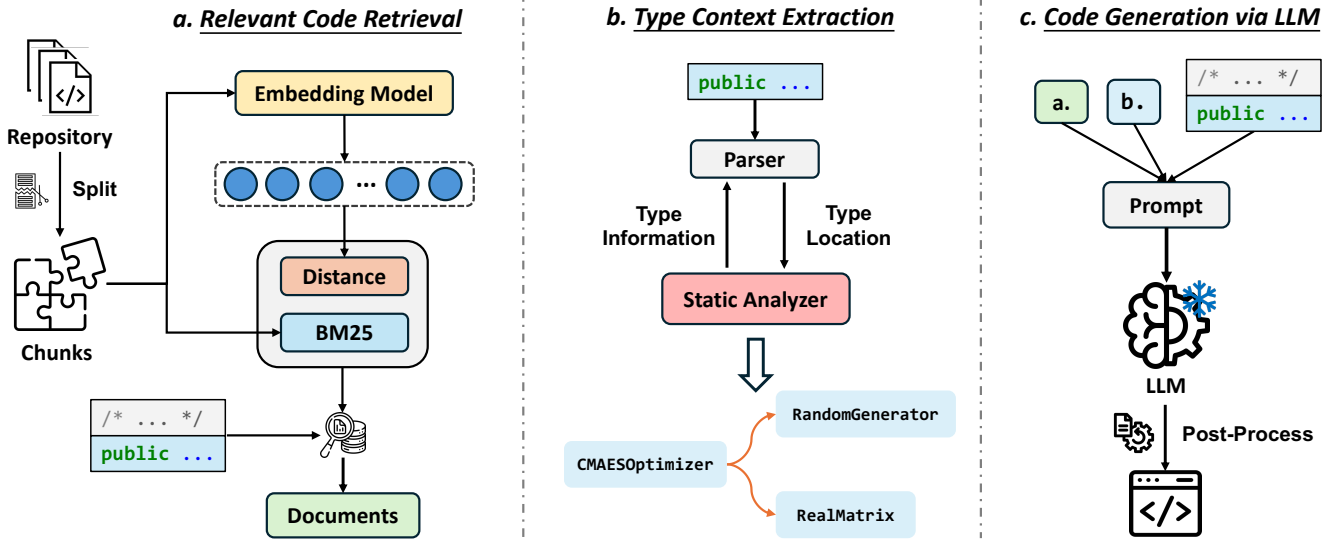 a. Relevant Code Retrieval
Repository
Split
Chunks
Embedding Model
...
Distance
BM25
/* ... */
public ...
Documents
b. Type Context Extraction
public ...
Parser
Type
Information
Type
Location
Static Analyzer
CMAESOptimizer
RandomGenerator
RealMatrix
c. Code Generation via LLM
a.
b.
/* ... */
public ...
Prompt
LLM
Post-Process